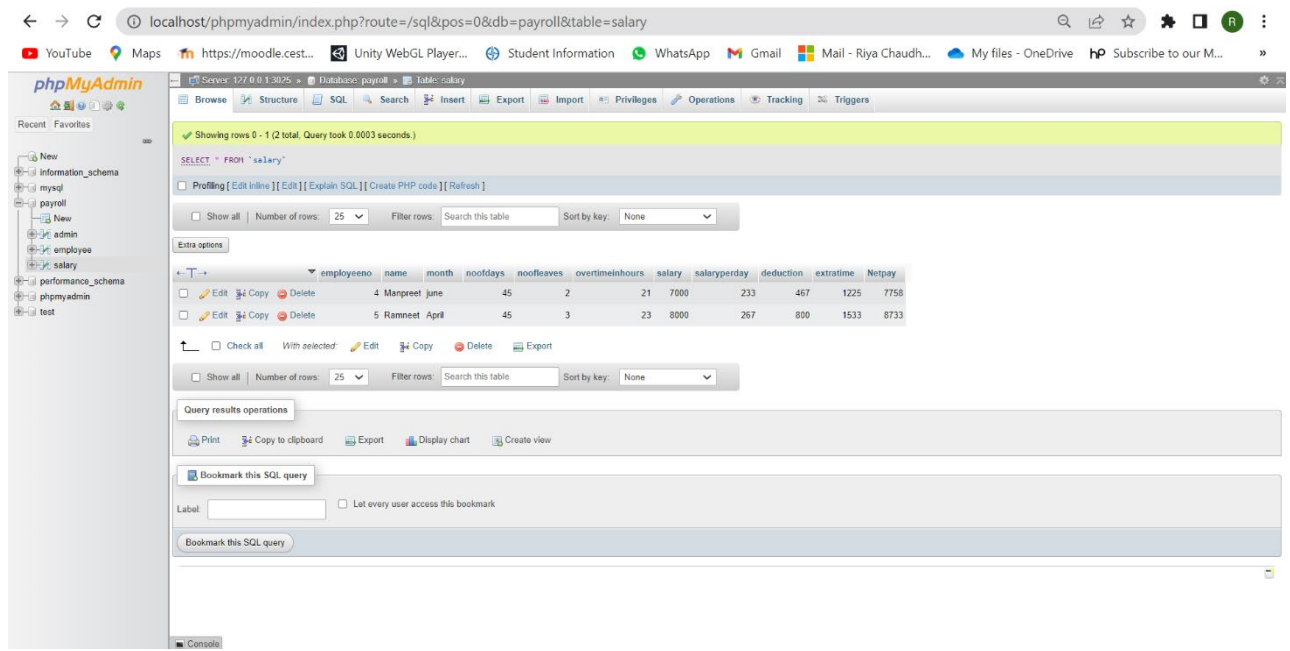 localhost/phpmyadmin/index.php?route=/sql&pos=0&db=payroll&table=salary
R
YouTube Maps https://moodle.cest... Unity WebGL Player... Student Information WhatsApp Gmail Mail - Riya Chaudh... My files - OneDrive Subscribe to our M... »
phpMyAdmin
Recent Favorites
New
information_schema
mysql
payroll
New
admin
employee
salary
performance_schema
phpmyadmin
test
Server: 127.0.0.1:3025 » Database: payroll » Table: salary
Browse Structure SQL Search Insert Export Import Privileges Operations Tracking Triggers
Showing rows 0 - 1 (2 total, Query took 0.0003 seconds.)
SELECT * FROM `salary`
Profiling [ Edit inline ] [ Edit ] [ Explain SQL ] [ Create PHP code ] [ Refresh ]
Show all | Number of rows: 25 Filter rows: Search this table Sort by key: None
Extra options
←T→ employeeno name month noofdays noofleaves overtimeinhours salary salaryperday deduction extratime Netpay
Edit Copy Delete 4 Manpreet june 45 2 21 7000 233 467 1225 7758
Edit Copy Delete 5 Ramneet April 45 3 23 8000 267 800 1533 8733
Check all With selected: Edit Copy Delete Export
Show all | Number of rows: 25 Filter rows: Search this table Sort by key: None
Query results operations
Print Copy to clipboard Export Display chart Create view
Bookmark this SQL query
Label: Let every user access this bookmark
Bookmark this SQL query
Console